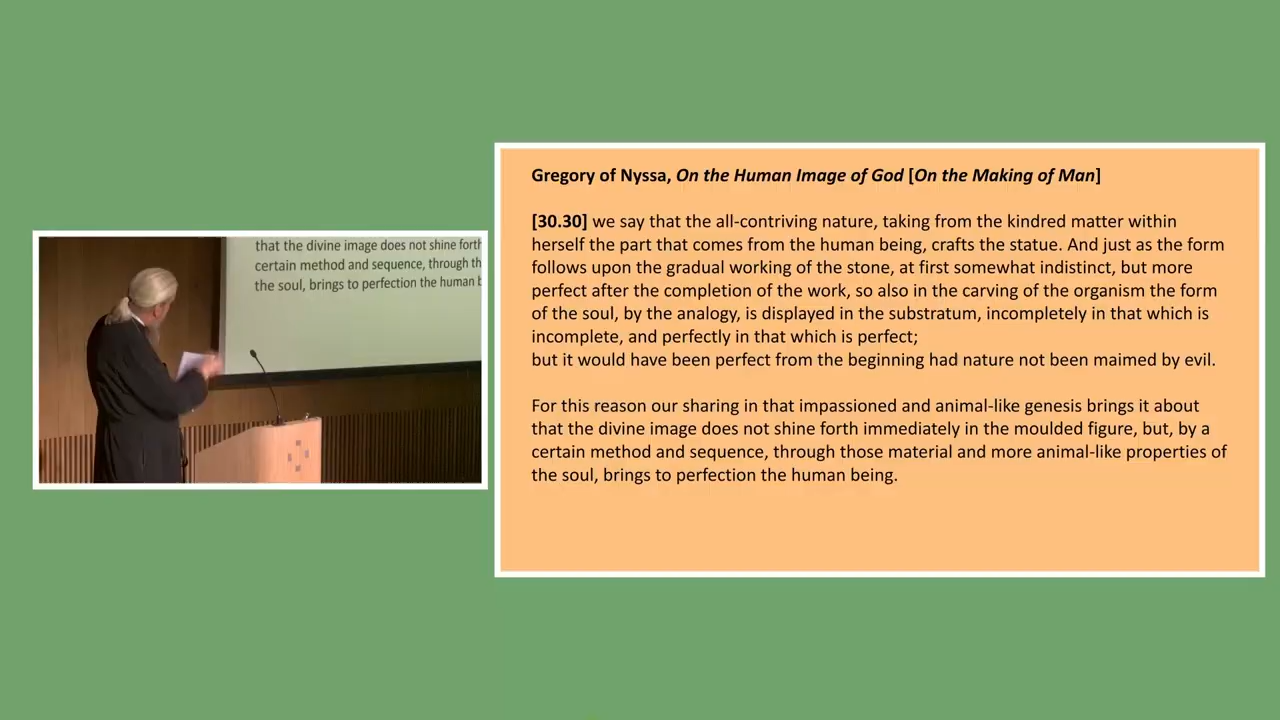 that the divine image does not shine forth
certain method and sequence, through th
the soul, brings to perfection the human b
Gregory of Nyssa, On the Human Image of God [On the Making of Man]
[30.30] we say that the all-contriving nature, taking from the kindred matter within
herself the part that comes from the human being, crafts the statue. And just as the form
follows upon the gradual working of the stone, at first somewhat indistinct, but more
perfect after the completion of the work, so also in the carving of the organism the form
of the soul, by the analogy, is displayed in the substratum, incompletely in that which is
incomplete, and perfectly in that which is perfect;
but it would have been perfect from the beginning had nature not been maimed by evil.
For this reason our sharing in that impassioned and animal-like genesis brings it about
that the divine image does not shine forth immediately in the moulded figure, but, by a
certain method and sequence, through those material and more animal-like properties of
the soul, brings to perfection the human being.